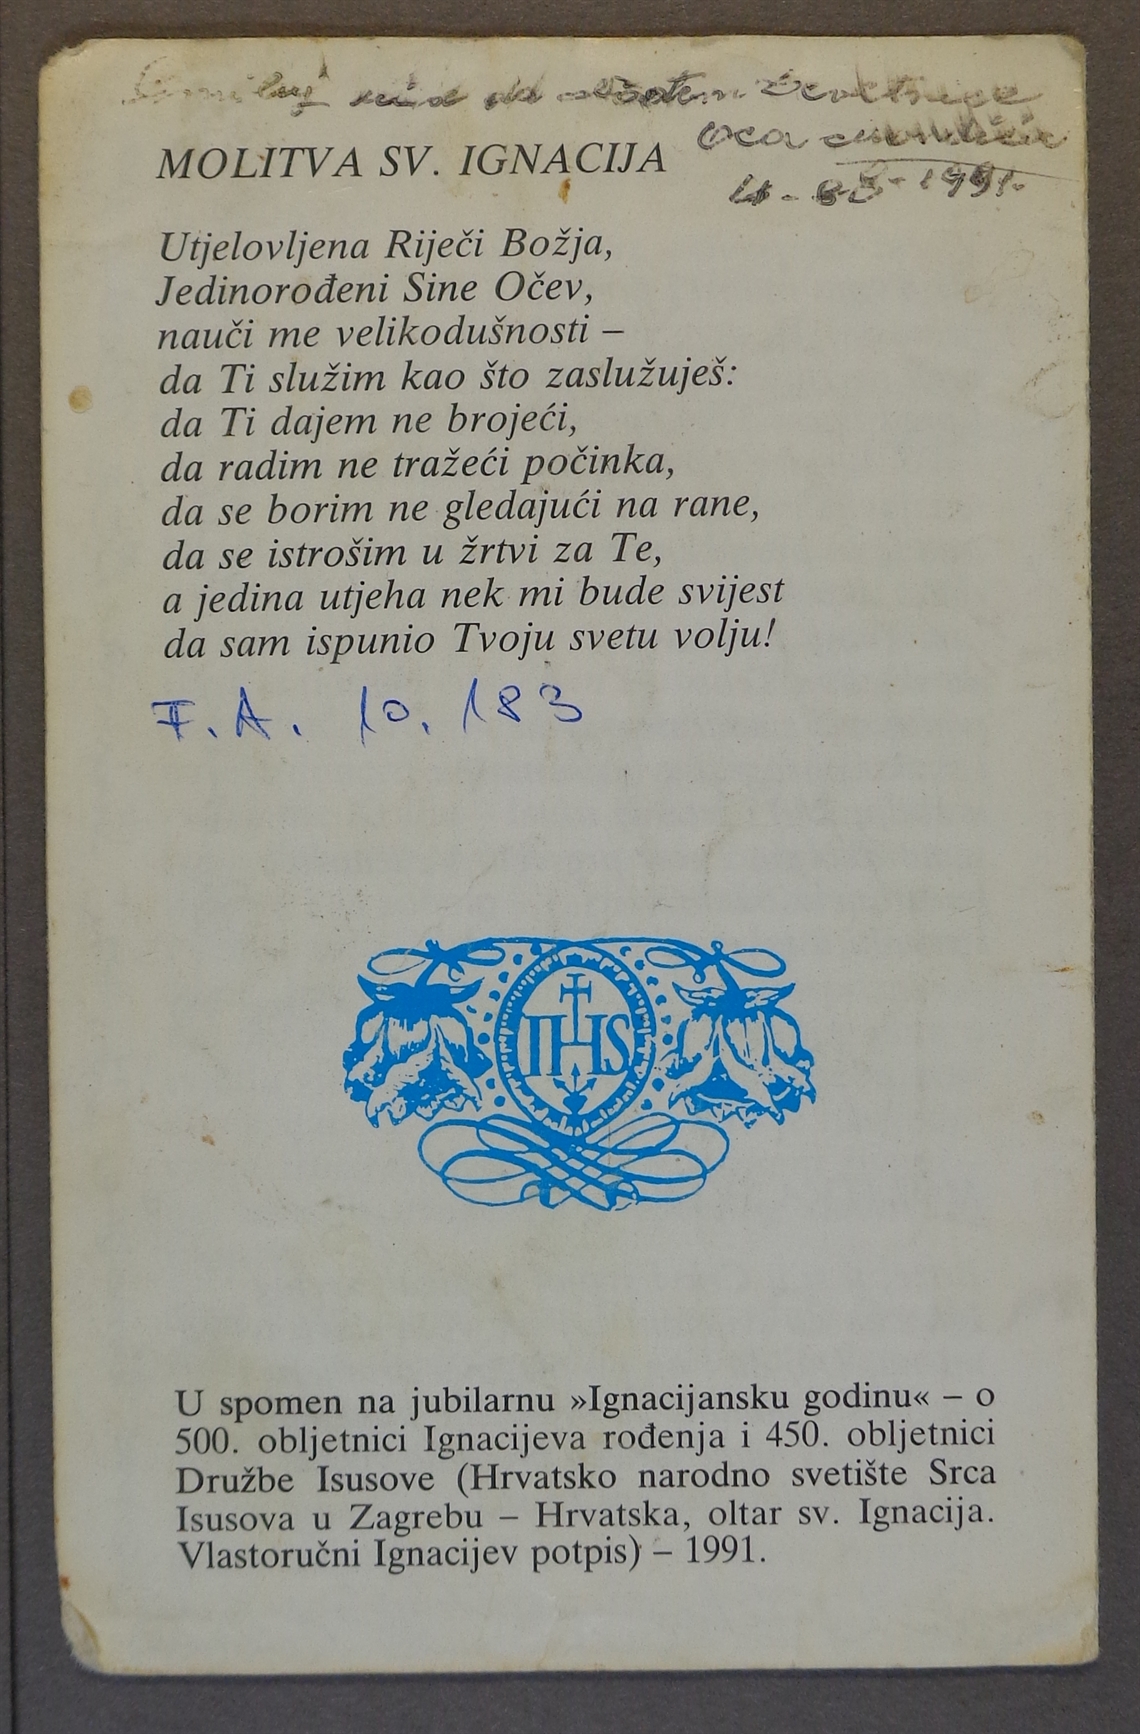 oca
1991.
MOLITVA SV. IGNACIJA
Utjelovljena Riječi Božja,
Jedinorođeni Sine Očev,
nauči me velikodušnosti –
da Ti služim kao što zaslužuješ:
da Ti dajem ne brojeći,
da radim ne tražeći počinka,
da se borim ne gledajući na rane,
da se istrošim u žrtvi za Te,
a jedina utjeha nek mi bude svijest
da sam ispunio Tvoju svetu volju!
F.A. 10.183
IHS
U spomen na jubilarnu »Ignacijansku godinu« – o
500. obljetnici Ignacijeva rođenja i 450. obljetnici
Družbe Isusove (Hrvatsko narodno svetište Srca
Isusova u Zagrebu – Hrvatska, oltar sv. Ignacija.
Vlastoručni Ignacijev potpis) – 1991.